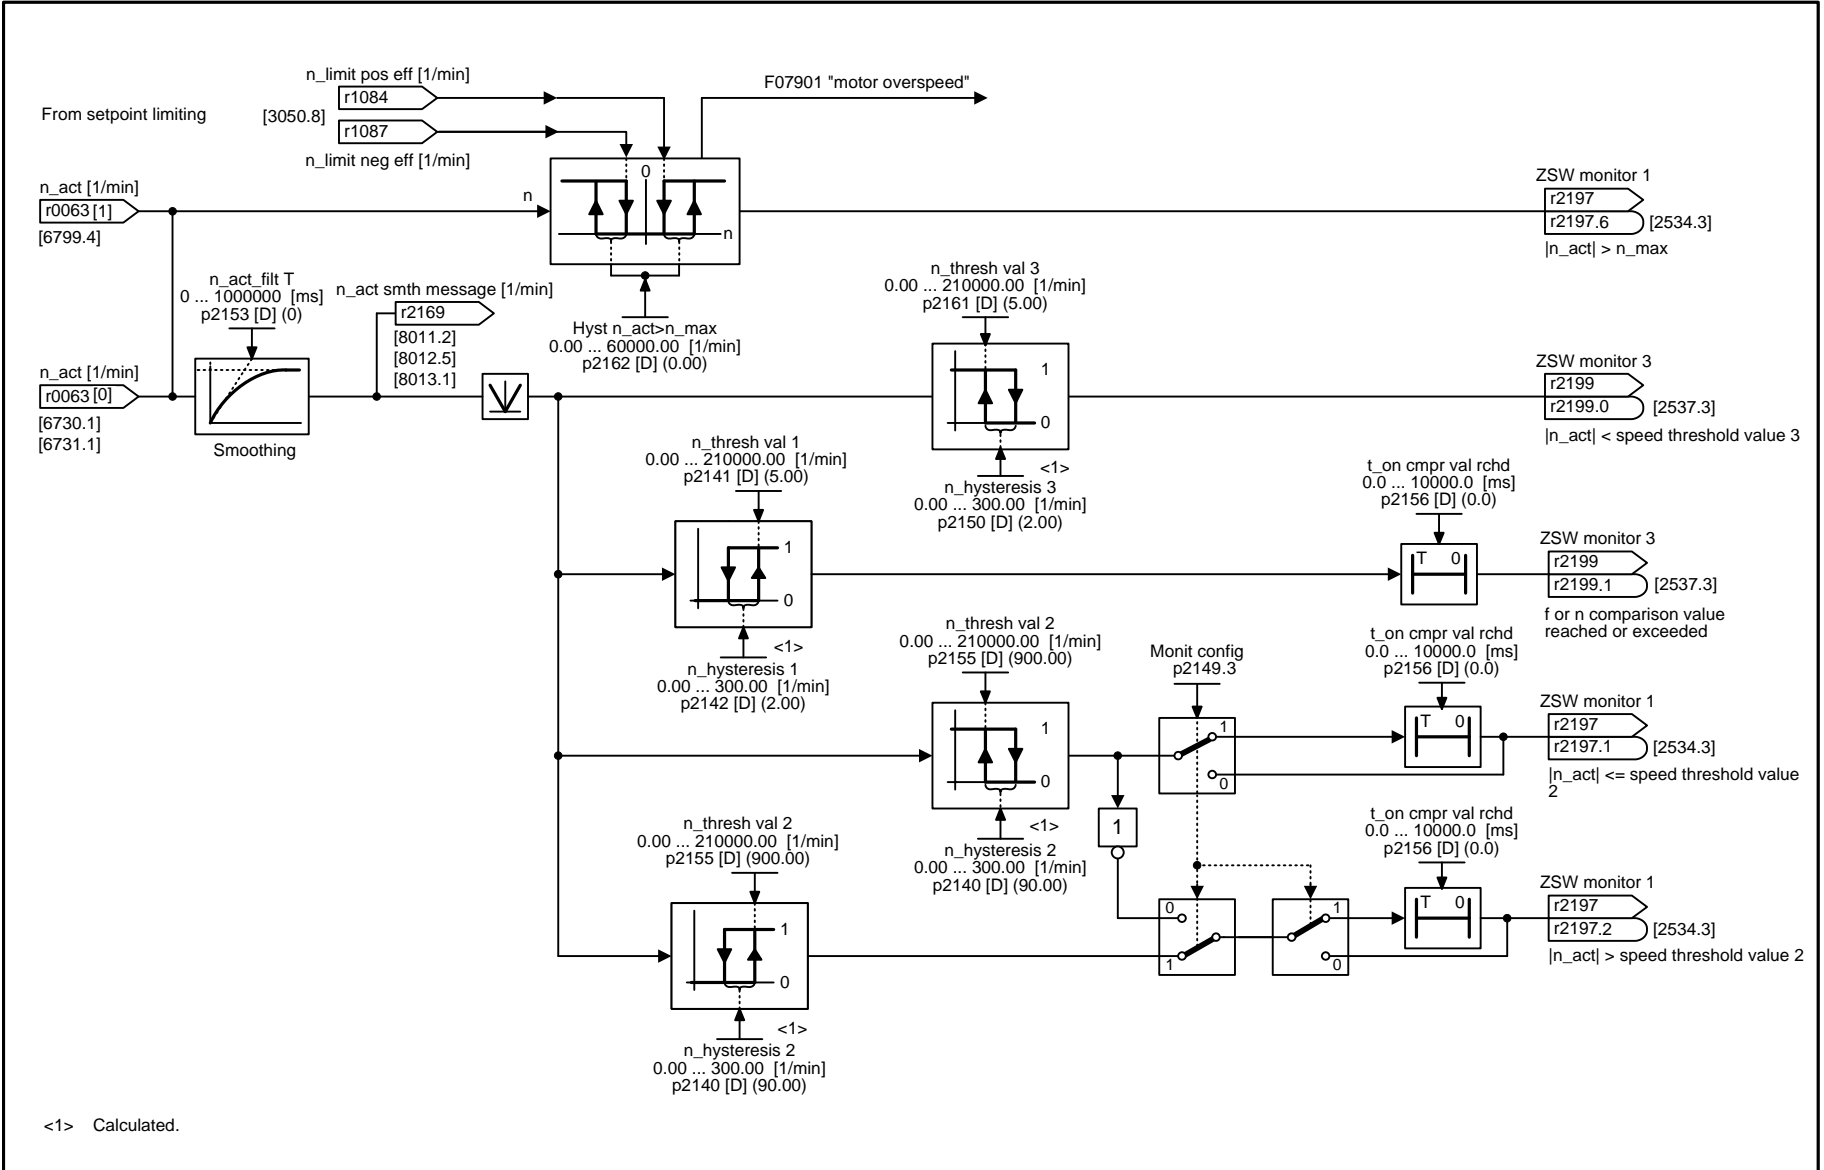 n_limit pos eff [1/min]
r1084
F07901 "motor overspeed"
From setpoint limiting
[3050.8]
r1087
n_limit neg eff [1/min]
n_act [1/min]
r0063 [1]
[6799.4]
n
0
n
ZSW monitor 1
r2197
r2197.6
[2534.3]
|n_act| > n_max
n_act_filt T
0 ... 1000000 [ms]
p2153 [D] (0)
n_act smth message [1/min]
r2169
[8011.2]
[8012.5]
[8013.1]
Hyst n_act>n_max
0.00 ... 60000.00 [1/min]
p2162 [D] (0.00)
n_thresh val 3
0.00 ... 210000.00 [1/min]
p2161 [D] (5.00)
n_act [1/min]
r0063 [0]
[6730.1]
[6731.1]
Smoothing
1
0
ZSW monitor 3
r2199
r2199.0
[2537.3]
|n_act| < speed threshold value 3
<1>
n_hysteresis 3
0.00 ... 300.00 [1/min]
p2150 [D] (2.00)
n_thresh val 1
0.00 ... 210000.00 [1/min]
p2141 [D] (5.00)
1
0
<1>
n_hysteresis 1
0.00 ... 300.00 [1/min]
p2142 [D] (2.00)
t_on cmpr val rchd
0.0 ... 10000.0 [ms]
p2156 [D] (0.0)
T 0
ZSW monitor 3
r2199
r2199.1
[2537.3]
f or n comparison value
reached or exceeded
n_thresh val 2
0.00 ... 210000.00 [1/min]
p2155 [D] (900.00)
1
0
<1>
n_hysteresis 2
0.00 ... 300.00 [1/min]
p2140 [D] (90.00)
Monit config
p2149.3
1
0
t_on cmpr val rchd
0.0 ... 10000.0 [ms]
p2156 [D] (0.0)
T 0
ZSW monitor 1
r2197
r2197.1
[2534.3]
|n_act| <= speed threshold value
2
1
n_thresh val 2
0.00 ... 210000.00 [1/min]
p2155 [D] (900.00)
1
0
<1>
n_hysteresis 2
0.00 ... 300.00 [1/min]
p2140 [D] (90.00)
0
1
1
0
t_on cmpr val rchd
0.0 ... 10000.0 [ms]
p2156 [D] (0.0)
T 0
ZSW monitor 1
r2197
r2197.2
[2534.3]
|n_act| > speed threshold value 2
<1> Calculated.